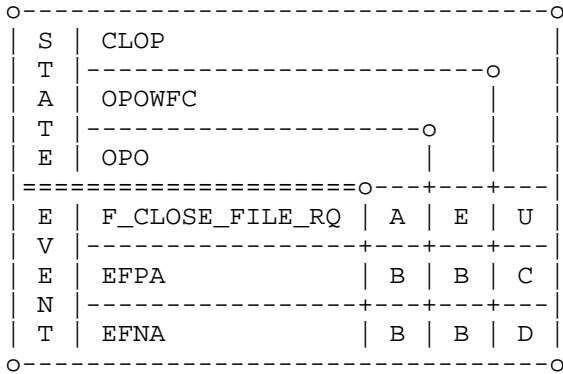 S CLOP
T
A OPOWFC
T
E OPO
E F_CLOSE_FILE_RQ A E U
V
E EFPA B B C
N
T EFNA B B D